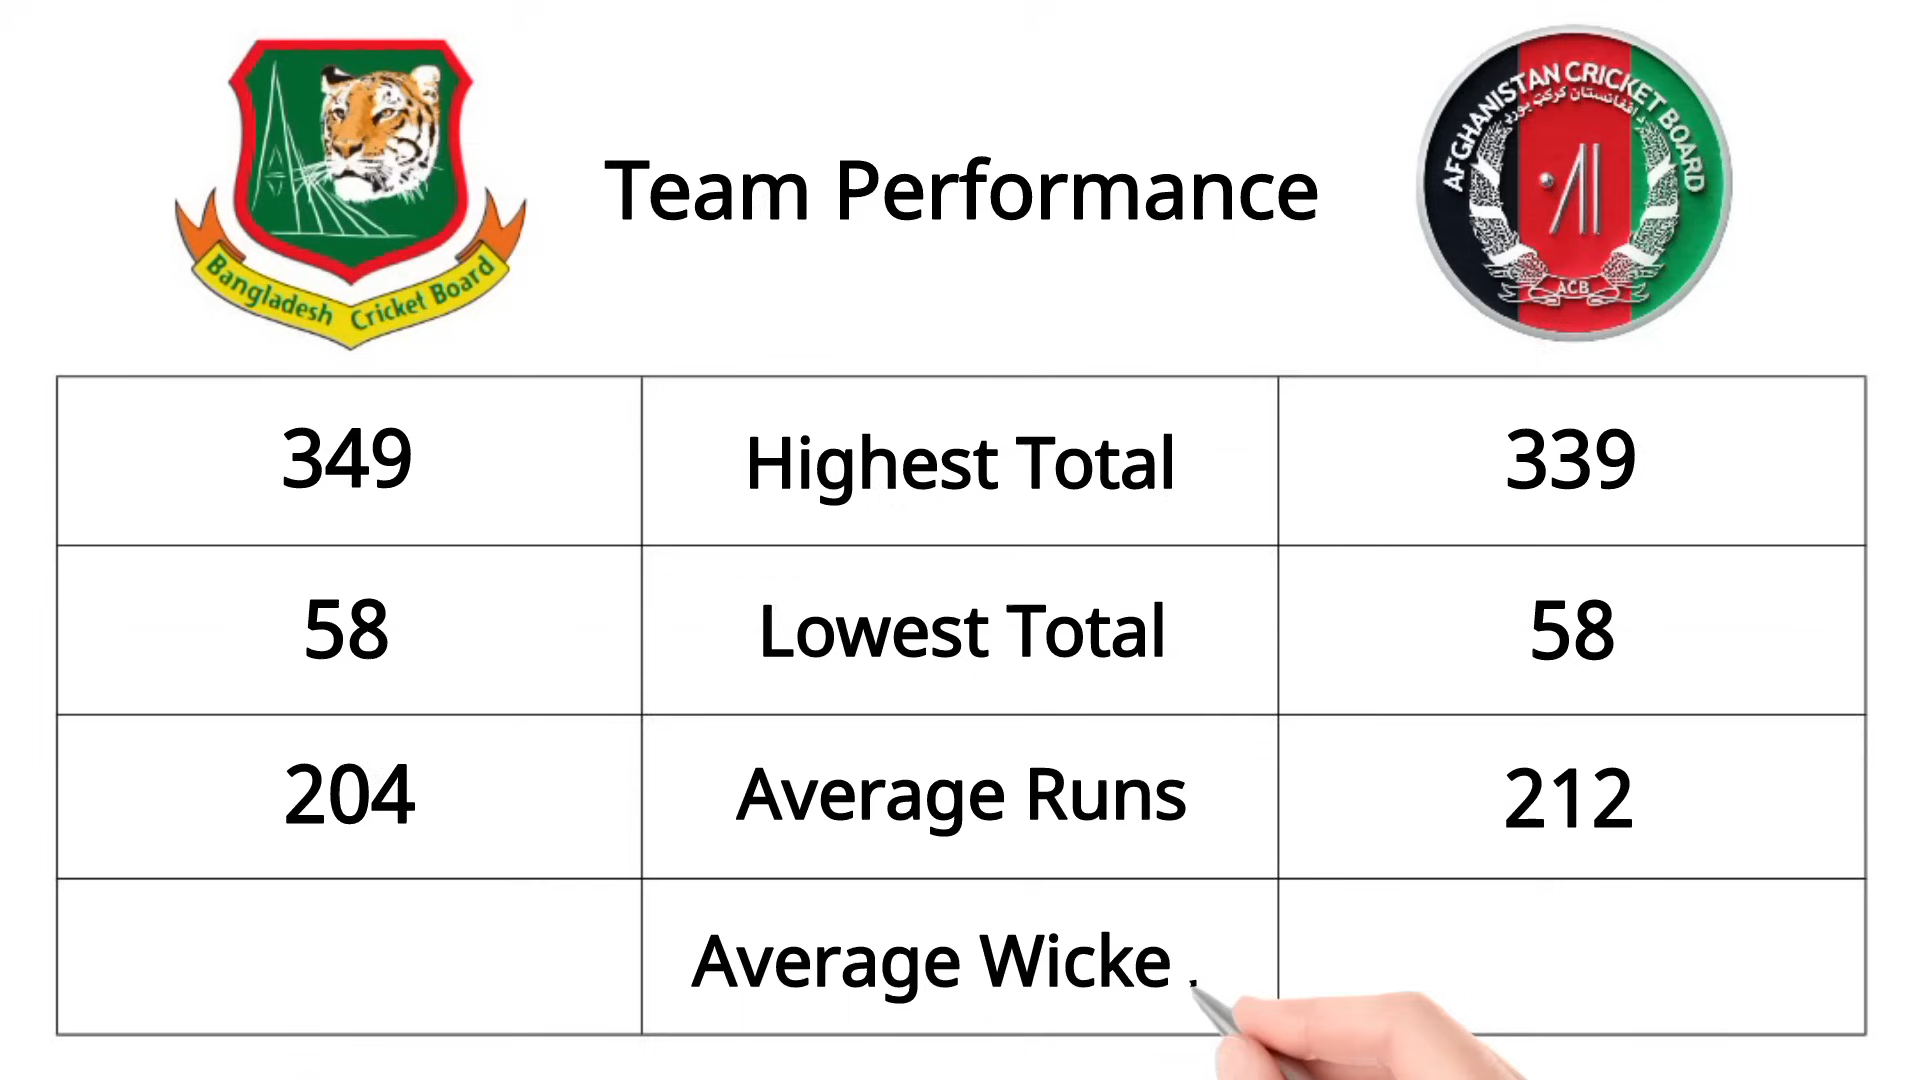 Bangladesh Cricket Board
AFGHANISTAN CRICKET BOARD
د افغانستان کرکټ بورډ
ACB
Team Performance
349 Highest Total 339
58 Lowest Total 58
204 Average Runs 212
Average Wicke